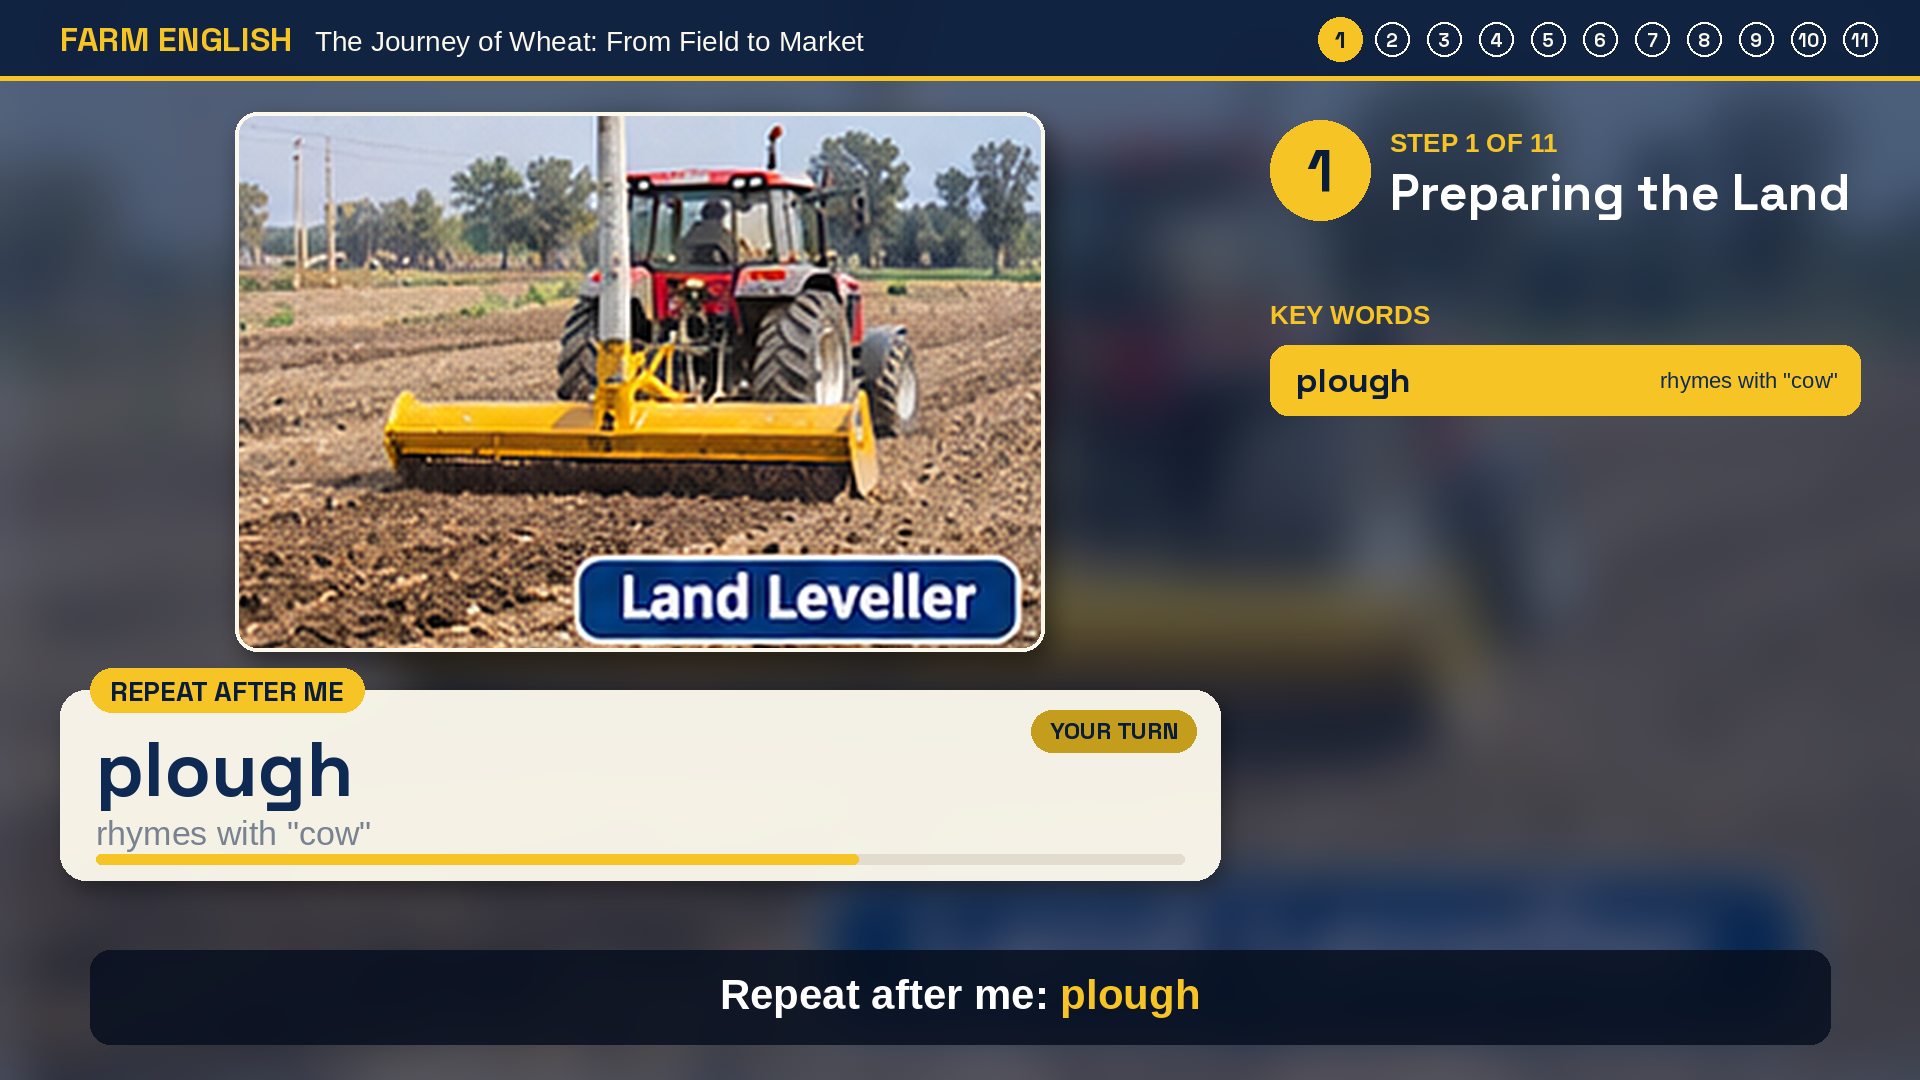 FARM ENGLISH The Journey of Wheat: From Field to Market 1 2 3 4 5 6 7 8 9 10 11
1
STEP 1 OF 11
Preparing the Land
KEY WORDS
plough rhymes with "cow"
Land Leveller
REPEAT AFTER ME
YOUR TURN
plough
rhymes with "cow"
Repeat after me: plough